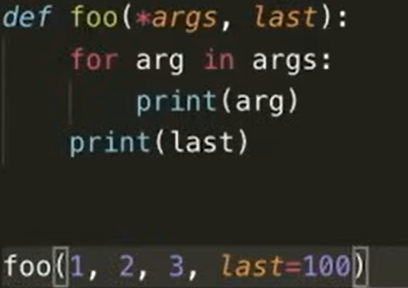 def foo(*args, last):
    for arg in args:
        print(arg)
    print(last)
foo(1, 2, 3, last=100)